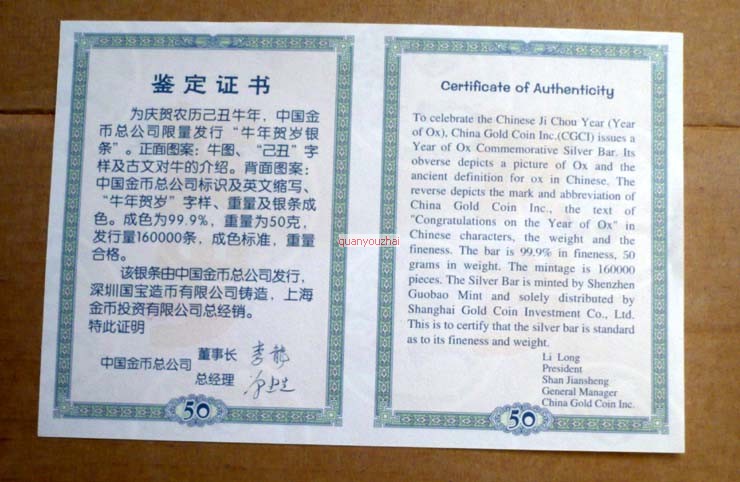 鉴定证书
为庆贺农历己丑牛年，中国金
币总公司限量发行“牛年贺岁银
条”。正面图案：牛图、“己丑”字
样及古文对牛的介绍。背面图案：
中国金币总公司标识及英文缩写、
“牛年贺岁”字样、重量及银条成
色。成色为99.9%，重量为50克，
发行量160000条，成色标准，重量
合格。
该银条由中国金币总公司发行，
深圳国宝造币有限公司铸造，上海
金币投资有限公司总经销。
特此证明
中国金币总公司
董事长
总经理
50
Certificate of Authenticity
To celebrate the Chinese Ji Chou Year (Year
of Ox), China Gold Coin Inc.(CGCI) issues a
Year of Ox Commemorative Silver Bar. Its
obverse depicts a picture of Ox and the
ancient definition for ox in Chinese. The
reverse depicts the mark and abbreviation of
China Gold Coin Inc., the text of
"Congratulations on the Year of Ox" in
Chinese characters, the weight and the
fineness. The bar is 99.9% in fineness, 50
grams in weight. The mintage is 160000
pieces. The Silver Bar is minted by Shenzhen
Guobao Mint and solely distributed by
Shanghai Gold Coin Investment Co., Ltd.
This is to certify that the silver bar is standard
as to its fineness and weight.
Li Long
President
Shan Jiansheng
General Manager
China Gold Coin Inc.
50
quanyouzhai